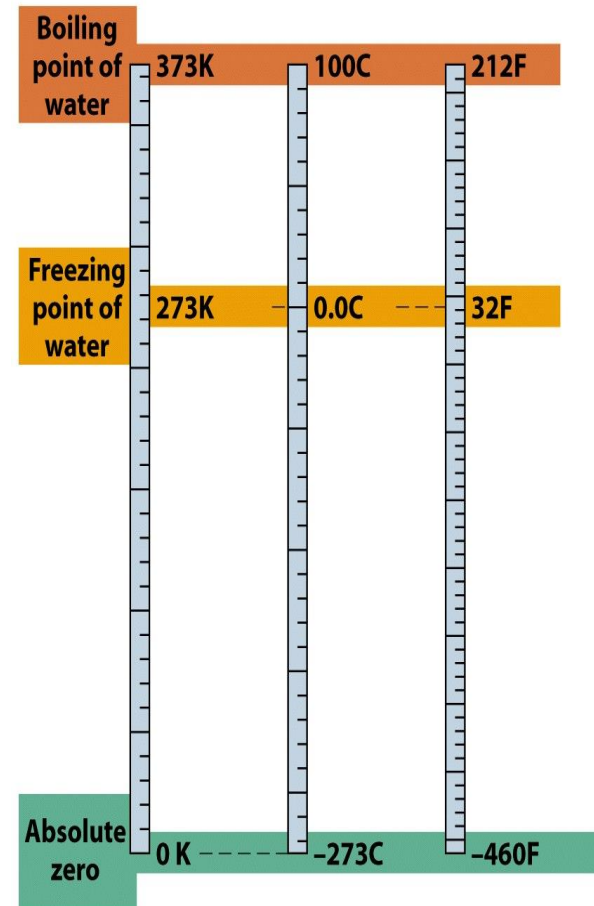 Boiling
point of
water
373K 100C 212F
Freezing
point of
water
273K 0.0C 32F
Absolute
zero
0 K –273C –460F